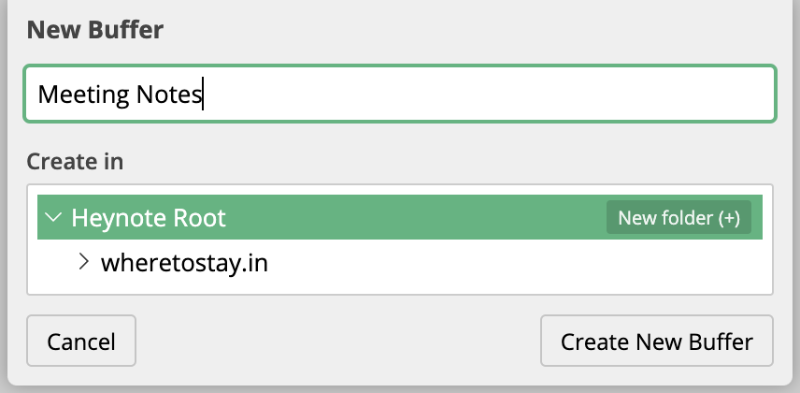 New Buffer
Meeting Notes
Create in
Heynote Root New folder (+)
wheretostay.in
Cancel Create New Buffer